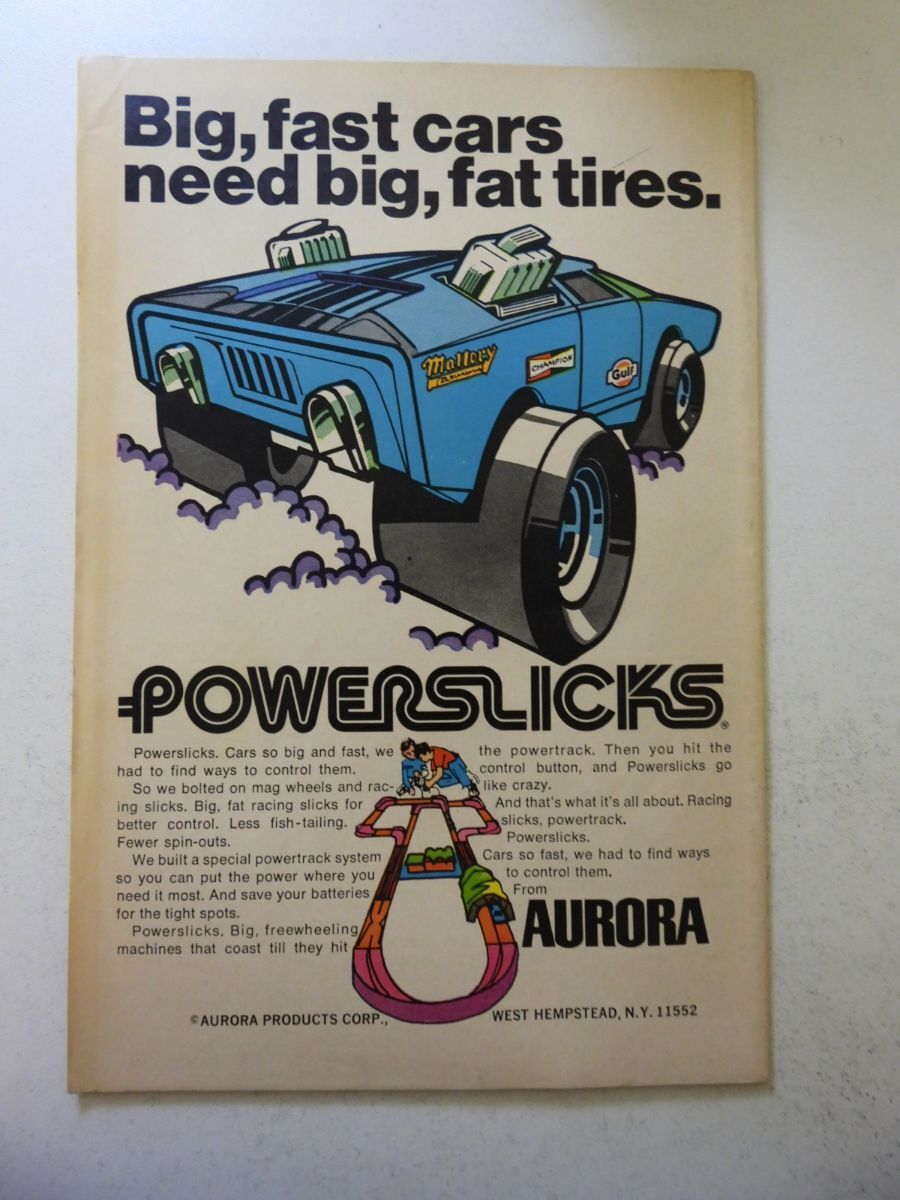 Big, fast cars
need big, fat tires.
Mallory
CHAMPION
Gulf
POWERSLICKS®
Powerslicks. Cars so big and fast, we
had to find ways to control them.
So we bolted on mag wheels and rac-
ing slicks. Big, fat racing slicks for
better control. Less fish-tailing.
Fewer spin-outs.
We built a special powertrack system
so you can put the power where you
need it most. And save your batteries
for the tight spots.
Powerslicks. Big, freewheeling
machines that coast till they hit
the powertrack. Then you hit the
control button, and Powerslicks go
like crazy.
And that's what it's all about. Racing
slicks, powertrack.
Powerslicks.
Cars so fast, we had to find ways
to control them.
From
AURORA
©AURORA PRODUCTS CORP., WEST HEMPSTEAD, N.Y. 11552